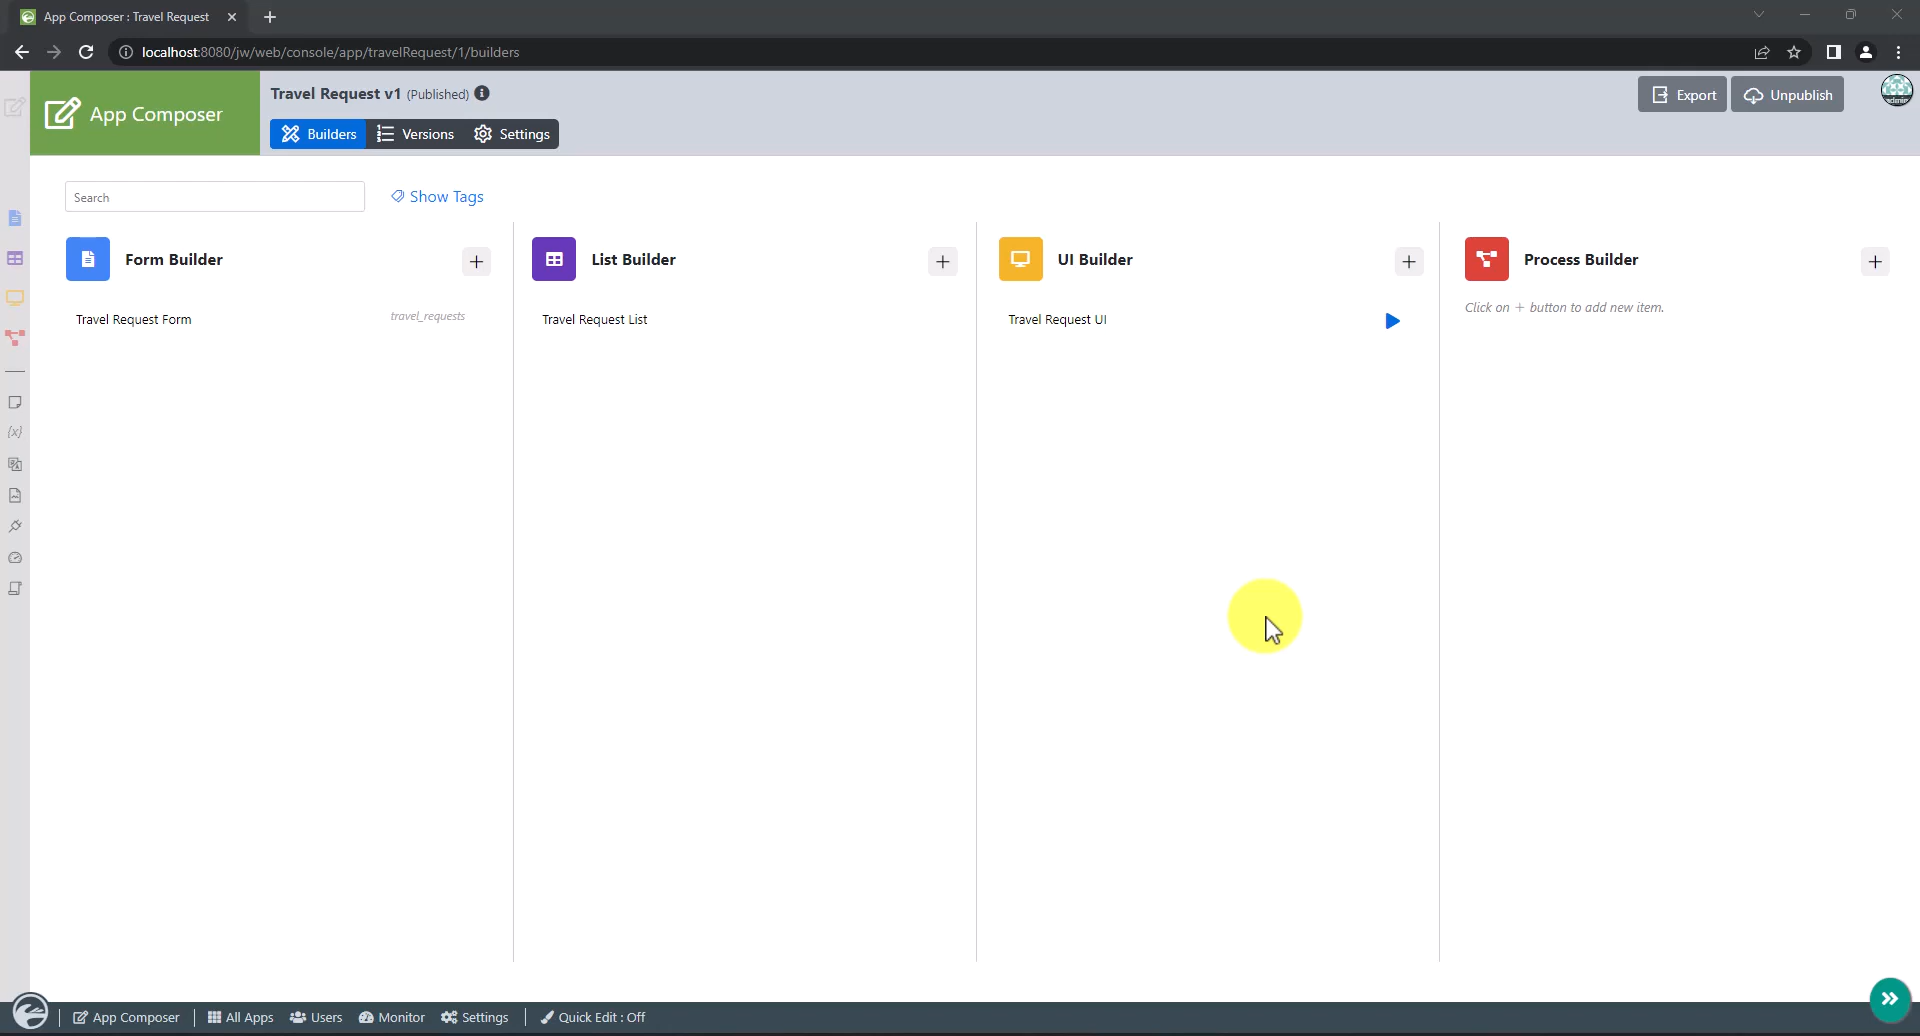 App Composer : Travel Request
localhost:8080/jw/web/console/app/travelRequest/1/builders
App Composer
Travel Request v1 (Published)
Export
Unpublish
Builders
Versions
Settings
Search
Show Tags
Form Builder
List Builder
UI Builder
Process Builder
Travel Request Form
travel_requests
Travel Request List
Travel Request UI
Click on + button to add new item.
{x}
App Composer
All Apps
Users
Monitor
Settings
Quick Edit : Off